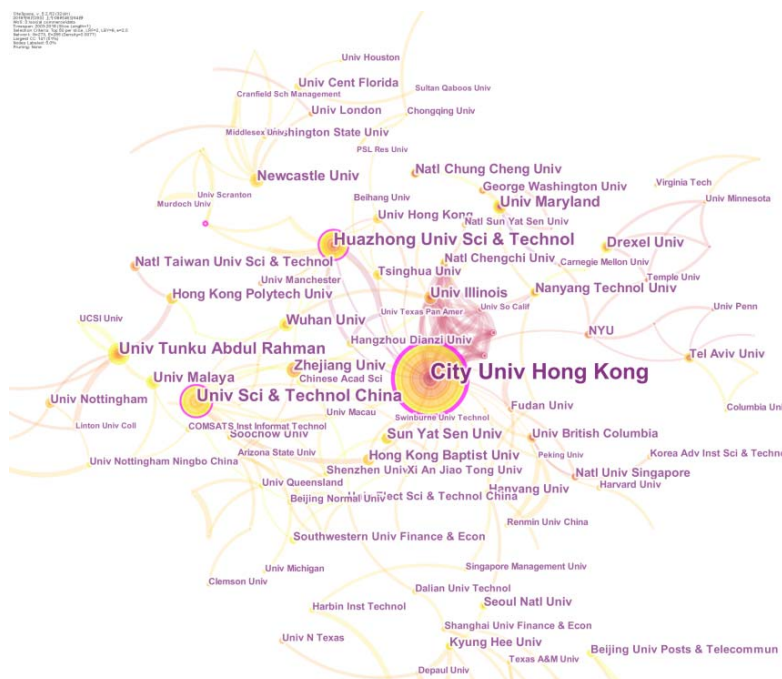 Univ Houston
Univ Cent Florida
Sultan Qaboos Univ
Cranfield Sch Management
Univ London
Chongqing Univ
Middlesex Univ
shington State Univ
PSL Res Univ
Newcastle Univ
Natl Chung Cheng Univ
Virginia Tech
Univ Scranton
Beihang Univ
George Washington Univ
Murdoch Univ
Univ Maryland
Univ Minnesota
Univ Hong Kong
Natl Sun Yat Sen Univ
Huazhong Univ Sci & Technol
Drexel Univ
Natl Taiwan Univ Sci & Technol
Natl Chengchi Univ
Carnegie Mellon Univ
Tsinghua Univ
Univ Manchester
Temple Univ
Hong Kong Polytech Univ
Univ Illinois
Nanyang Technol Univ
Univ Texas Pan Amer
Univ So Calif
Univ Penn
UCSI Univ
Wuhan Univ
NYU
Hangzhou Dianzi Univ
Univ Tunku Abdul Rahman
Tel Aviv Univ
Zhejiang Univ
City Univ Hong Kong
Univ Malaya
Chinese Acad Sci
Univ Sci & Technol China
Univ Nottingham
Fudan Univ
Columbia Uni
Univ Macau
Swinburne Univ Technol
Linton Univ Coll
COMSATS Inst Informat Technol
Soochow Univ
Sun Yat Sen Univ
Univ British Columbia
Arizona State Univ
Hong Kong Baptist Univ
Peking Univ
Korea Adv Inst Sci & Techno
Univ Nottingham Ningbo China
Shenzhen Univ
Xi An Jiao Tong Univ
Natl Univ Singapore
Univ Queensland
Hanyang Univ
Harvard Univ
Beijing Normal Univ
Elect Sci & Technol China
Renmin Univ China
Southwestern Univ Finance & Econ
Univ Michigan
Singapore Management Univ
Clemson Univ
Dalian Univ Technol
Harbin Inst Technol
Seoul Natl Univ
Shanghai Univ Finance & Econ
Univ N Texas
Kyung Hee Univ
Beijing Univ Posts & Telecommun
Texas A&M Univ
Depaul Univ